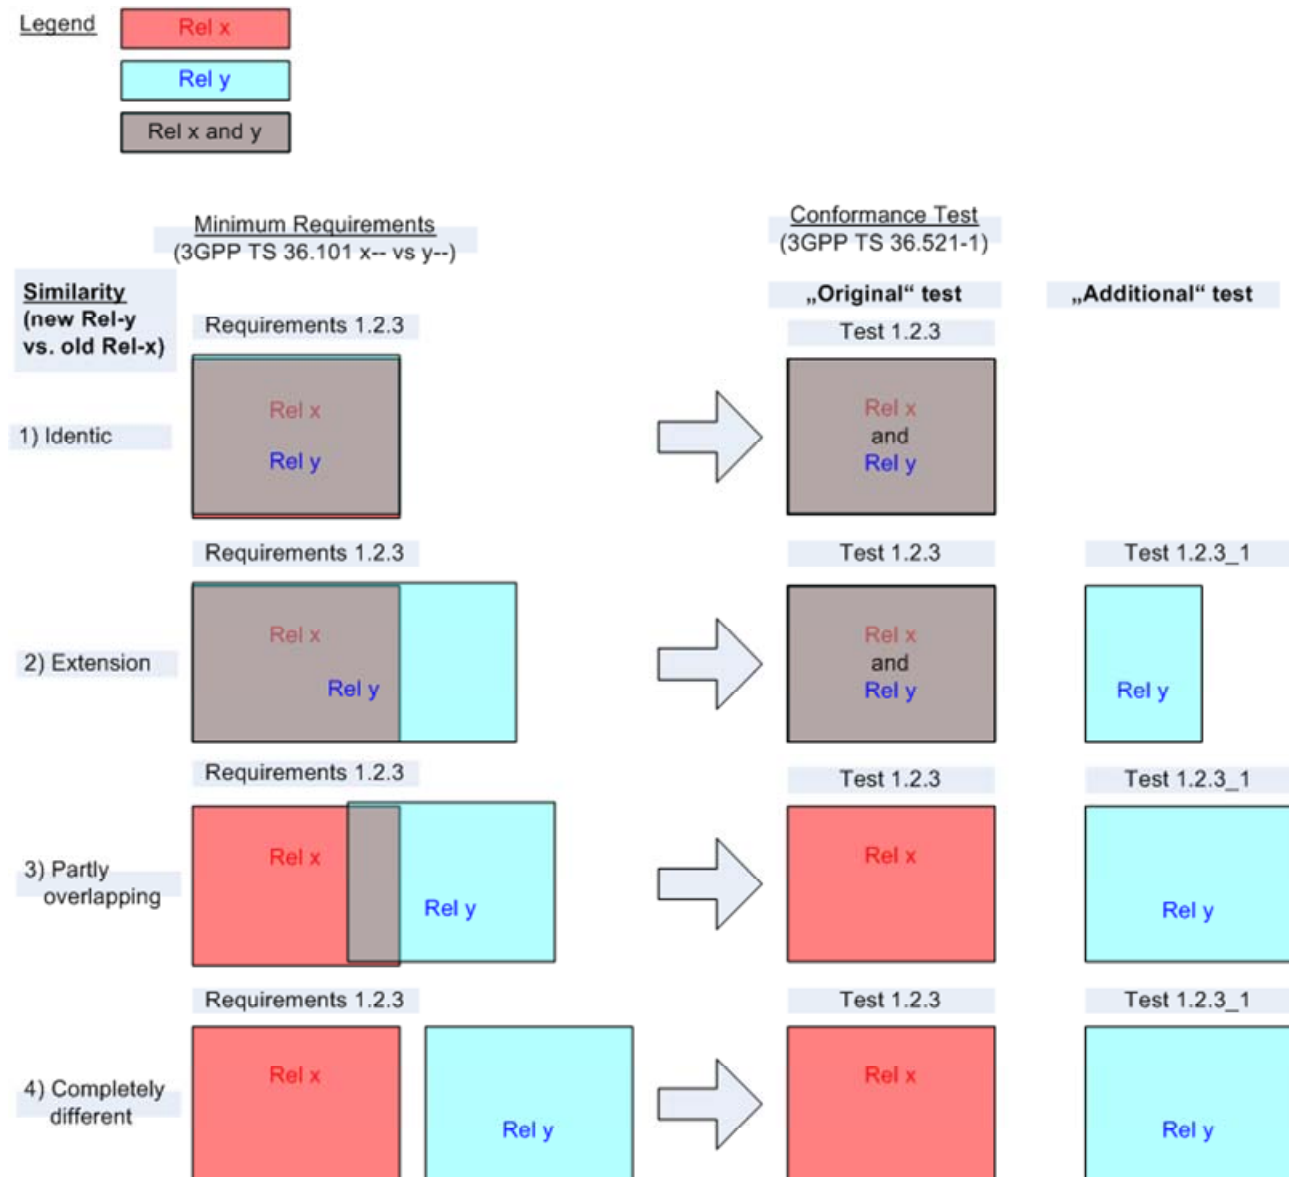 Legend
Rel x
Rel y
Rel x and y
Minimum Requirements
(3GPP TS 36.101 x-- vs y--)
Conformance Test
(3GPP TS 36.521-1)
Similarity
(new Rel-y
vs. old Rel-x)
„Original“ test
„Additional“ test
Requirements 1.2.3
Test 1.2.3
1) Identic
Rel x
Rel y
Rel x
and
Rel y
Requirements 1.2.3
Test 1.2.3
Test 1.2.3_1
2) Extension
Rel x
Rel y
Rel x
and
Rel y
Rel y
Requirements 1.2.3
Test 1.2.3
Test 1.2.3_1
3) Partly
overlapping
Rel x
Rel y
Rel x
Rel y
Requirements 1.2.3
Test 1.2.3
Test 1.2.3_1
4) Completely
different
Rel x
Rel y
Rel x
Rel y